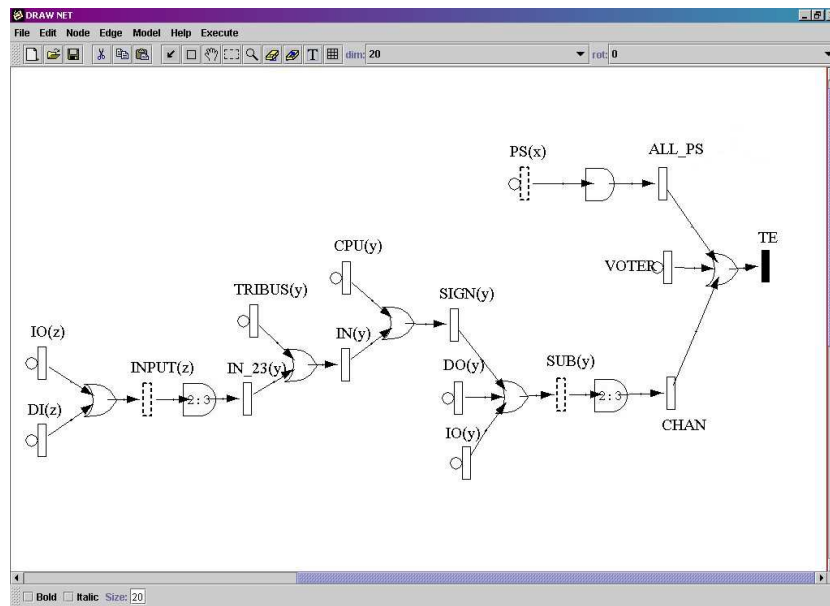 DRAW NET
File Edit Node Edge Model Help Execute
T dim: 20 rot: 0
PS(x)
ALL_PS
TE
VOTER
CPU(y)
TRIBUS(y)
SIGN(y)
IO(z)
IN(y)
INPUT(z)
IN_23(y)
DO(y)
SUB(y)
2:3
2:3
DI(z)
IO(y)
CHAN
Bold Italic Size: 20